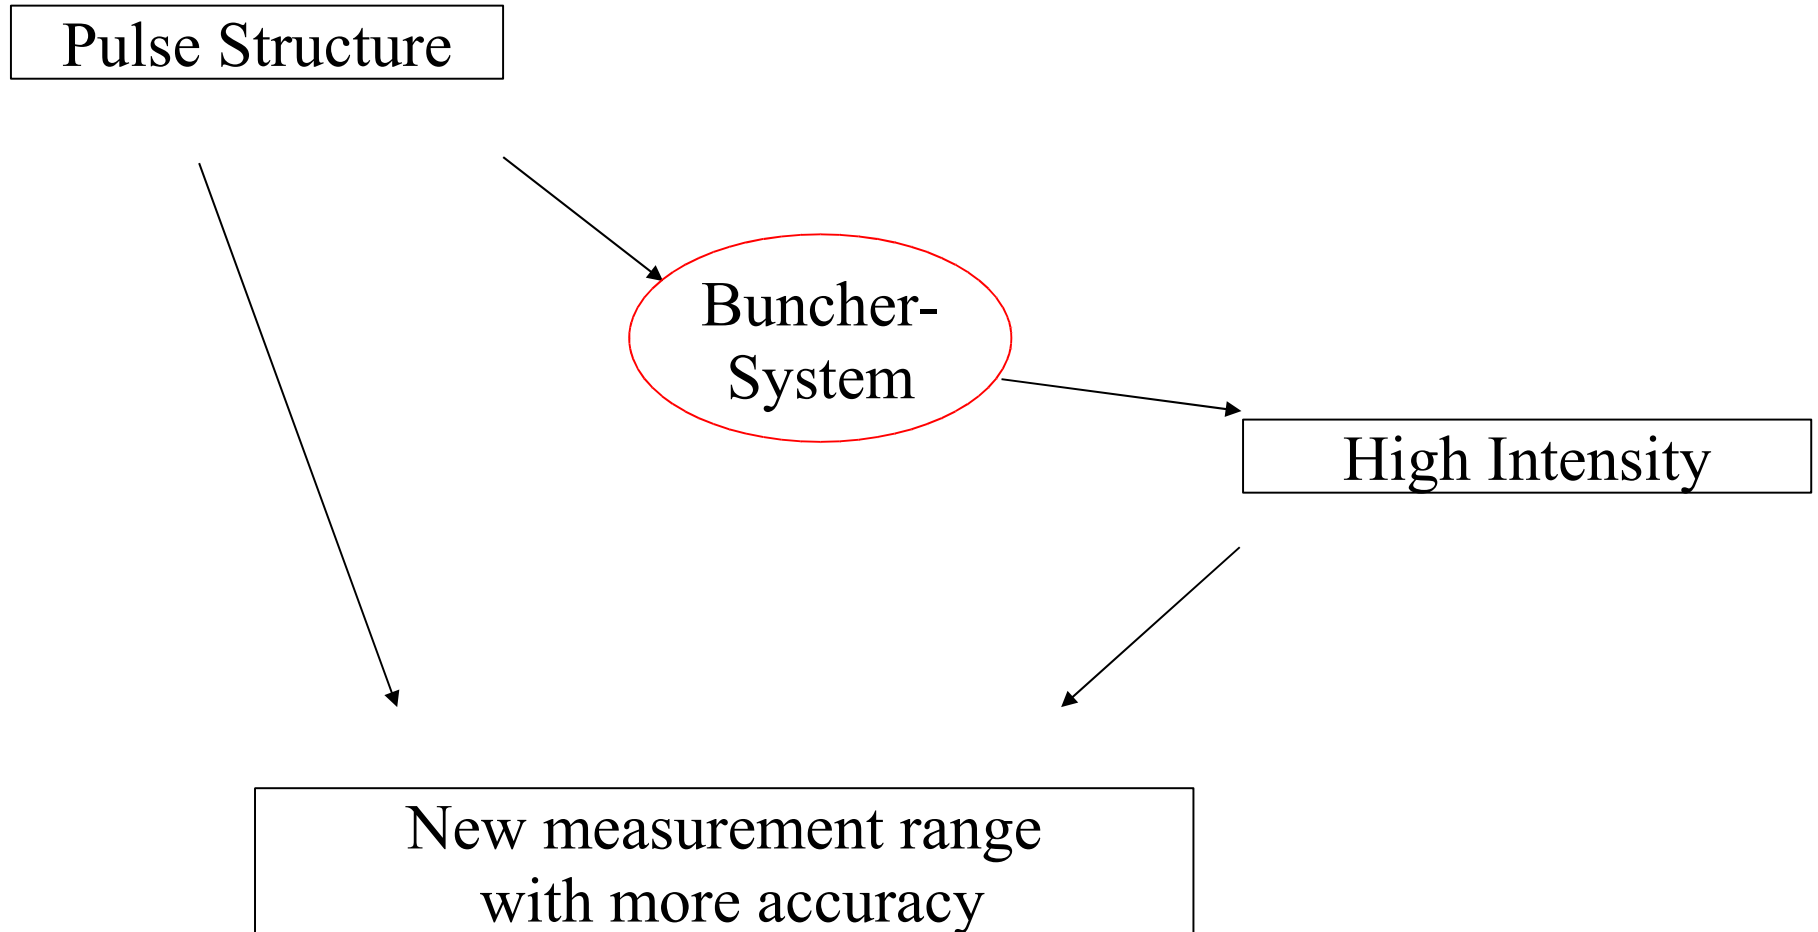 Pulse Structure
Buncher-
System
High Intensity
New measurement range
with more accuracy